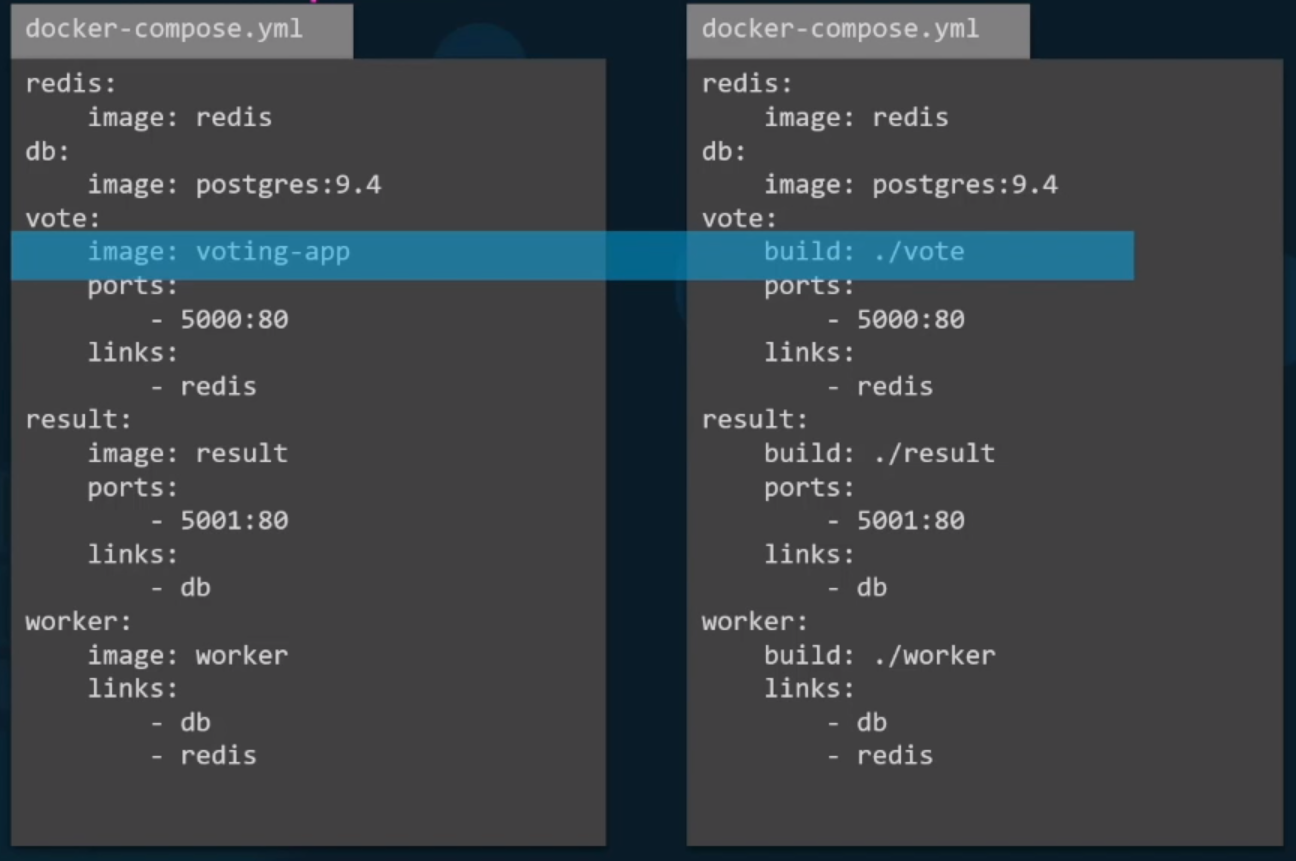 docker-compose.yml
redis:
    image: redis
db:
    image: postgres:9.4
vote:
    image: voting-app
    ports:
        - 5000:80
    links:
        - redis
result:
    image: result
    ports:
        - 5001:80
    links:
        - db
worker:
    image: worker
    links:
        - db
        - redis
docker-compose.yml
redis:
    image: redis
db:
    image: postgres:9.4
vote:
    build: ./vote
    ports:
        - 5000:80
    links:
        - redis
result:
    build: ./result
    ports:
        - 5001:80
    links:
        - db
worker:
    build: ./worker
    links:
        - db
        - redis